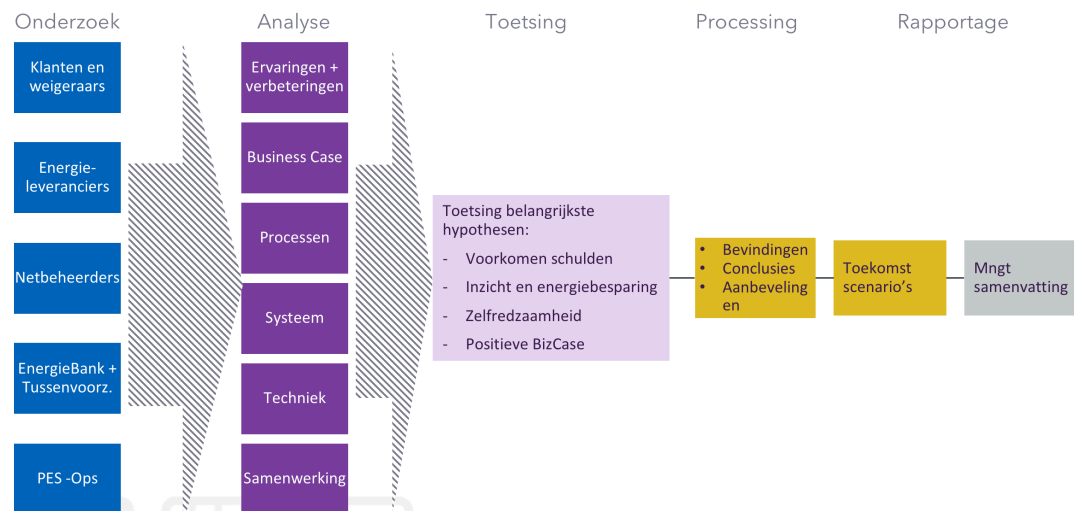 Onderzoek
Analyse
Toetsing
Processing
Rapportage
Klanten en
weigeraars
Energie-
leveranciers
Netbeheerders
EnergieBank +
Tussenvoorz.
PES -Ops
Ervaringen +
verbeteringen
Business Case
Processen
Systeem
Techniek
Samenwerking
Toetsing belangrijkste
hypothesen:
- Voorkomen schulden
- Inzicht en energiebesparing
- Zelfredzaamheid
- Positieve BizCase
• Bevindingen
• Conclusies
• Aanbeveling
en
Toekomst
scenario's
Mngt
samenvatting